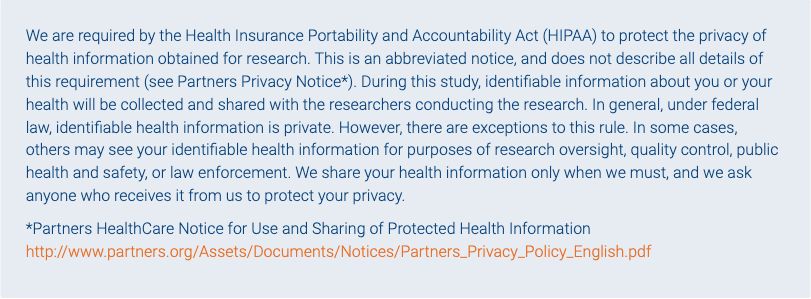 We are required by the Health Insurance Portability and Accountability Act (HIPAA) to protect the privacy of
health information obtained for research. This is an abbreviated notice, and does not describe all details of
this requirement (see Partners Privacy Notice*). During this study, identifiable information about you or your
health will be collected and shared with the researchers conducting the research. In general, under federal
law, identifiable health information is private. However, there are exceptions to this rule. In some cases,
others may see your identifiable health information for purposes of research oversight, quality control, public
health and safety, or law enforcement. We share your health information only when we must, and we ask
anyone who receives it from us to protect your privacy.
*Partners HealthCare Notice for Use and Sharing of Protected Health Information
http://www.partners.org/Assets/Documents/Notices/Partners_Privacy_Policy_English.pdf